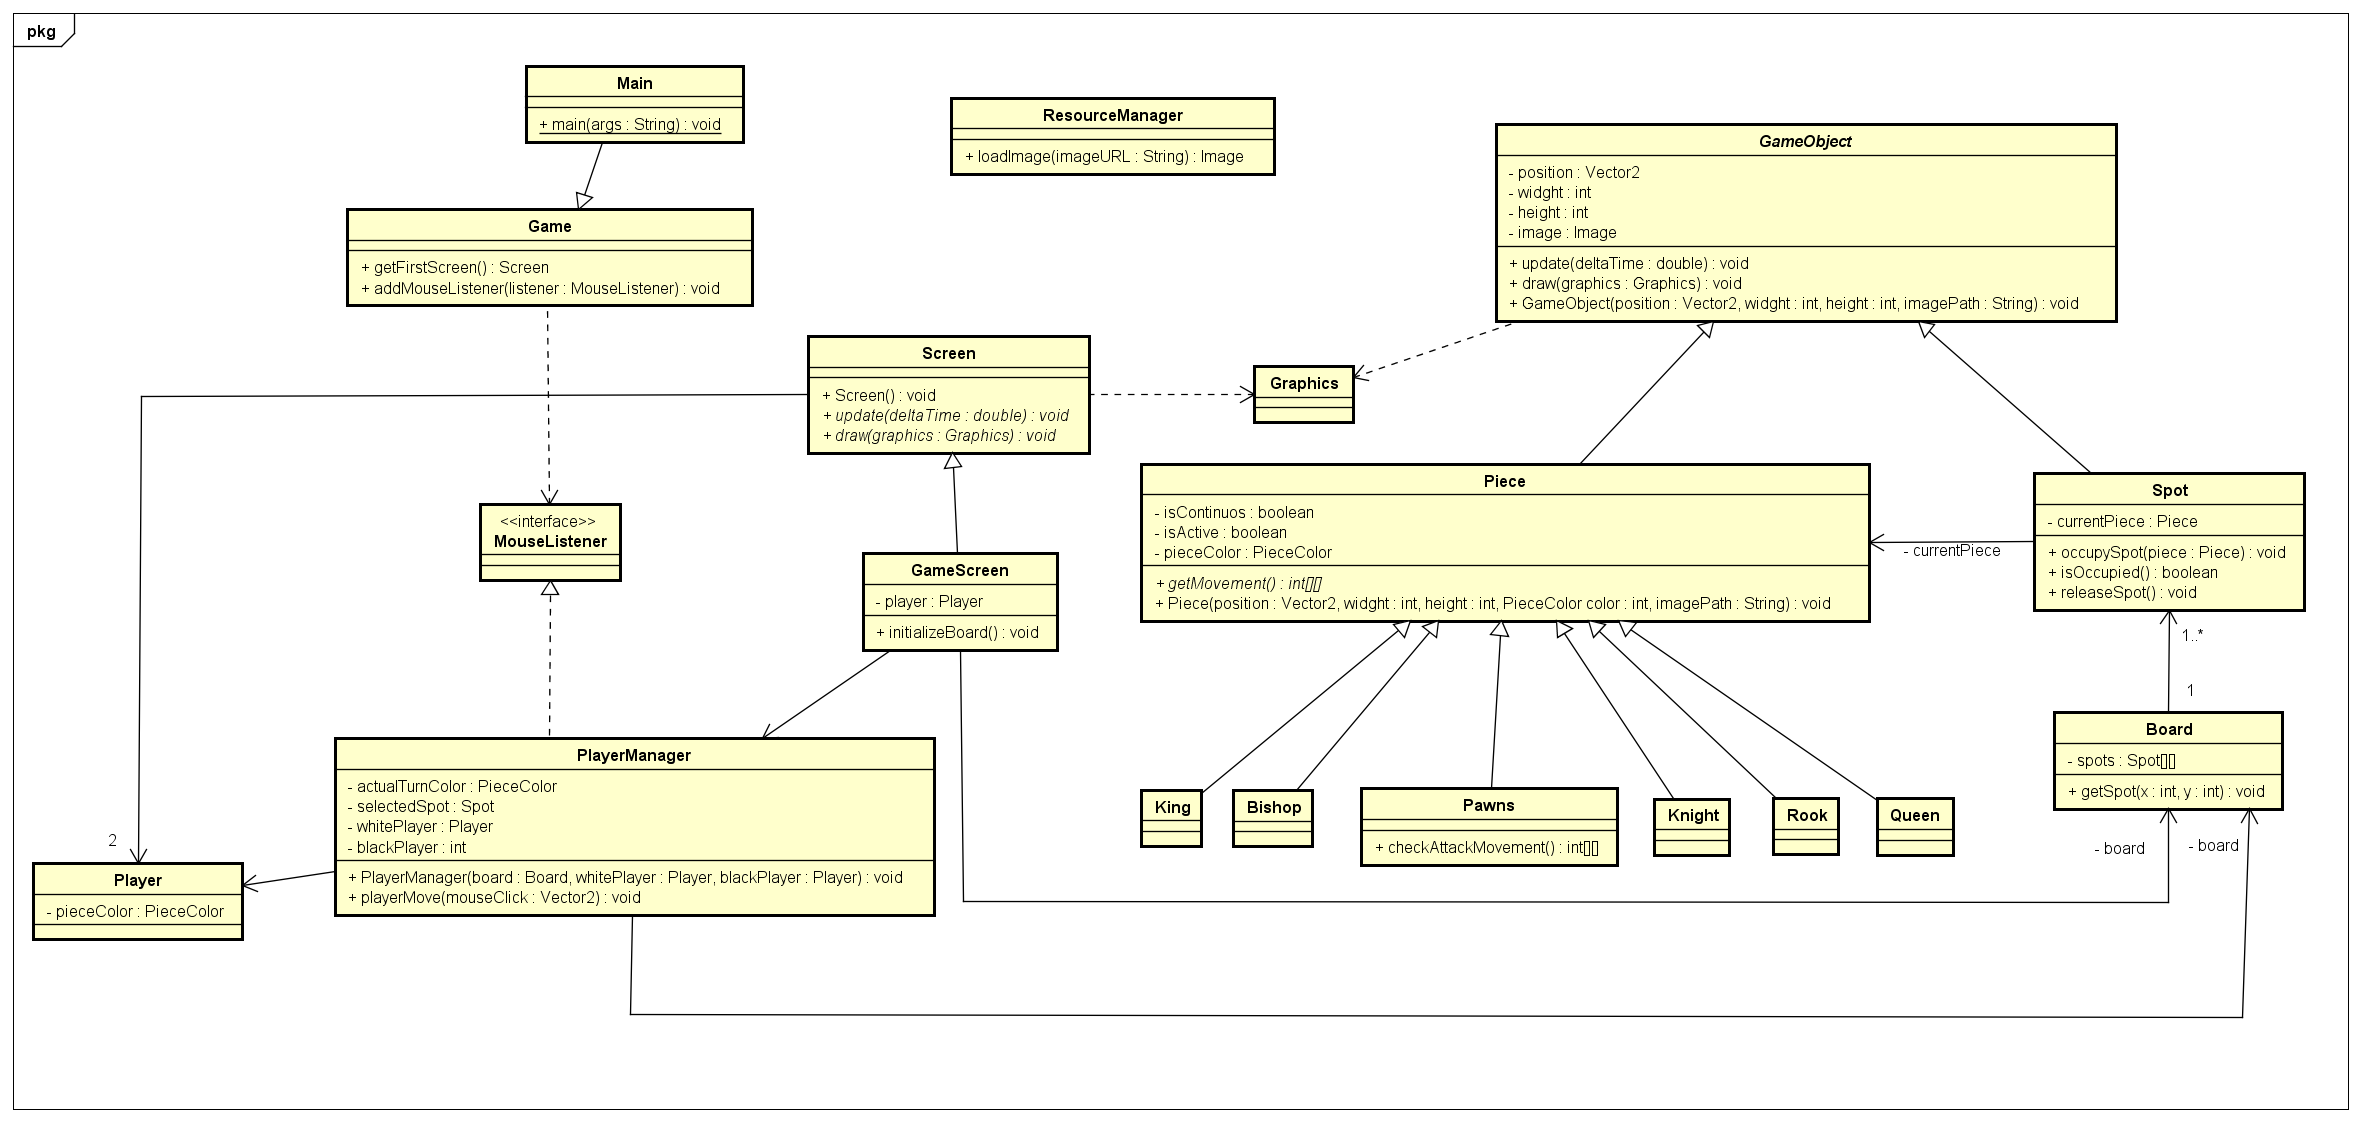 pkg
Main
+ main(args : String) : void
ResourceManager
+ loadImage(imageURL : String) : Image
GameObject
- position : Vector2
- widght : int
- height : int
- image : Image
+ update(deltaTime : double) : void
+ draw(graphics : Graphics) : void
+ GameObject(position : Vector2, widght : int, height : int, imagePath : String) : void
Game
+ getFirstScreen() : Screen
+ addMouseListener(listener : MouseListener) : void
Screen
+ Screen() : void
+ update(deltaTime : double) : void
+ draw(graphics : Graphics) : void
Graphics
Piece
- isContinuos : boolean
- isActive : boolean
- pieceColor : PieceColor
+ getMovement() : int[][]
+ Piece(position : Vector2, widght : int, height : int, PieceColor color : int, imagePath : String) : void
- currentPiece
Spot
- currentPiece : Piece
+ occupySpot(piece : Piece) : void
+ isOccupied() : boolean
+ releaseSpot() : void
<<interface>>
MouseListener
GameScreen
- player : Player
+ initializeBoard() : void
1..*
1
Board
- spots : Spot[][]
+ getSpot(x : int, y : int) : void
- board
- board
PlayerManager
- actualTurnColor : PieceColor
- selectedSpot : Spot
- whitePlayer : Player
- blackPlayer : int
+ PlayerManager(board : Board, whitePlayer : Player, blackPlayer : Player) : void
+ playerMove(mouseClick : Vector2) : void
King
Bishop
Pawns
+ checkAttackMovement() : int[][]
Knight
Rook
Queen
2
Player
- pieceColor : PieceColor